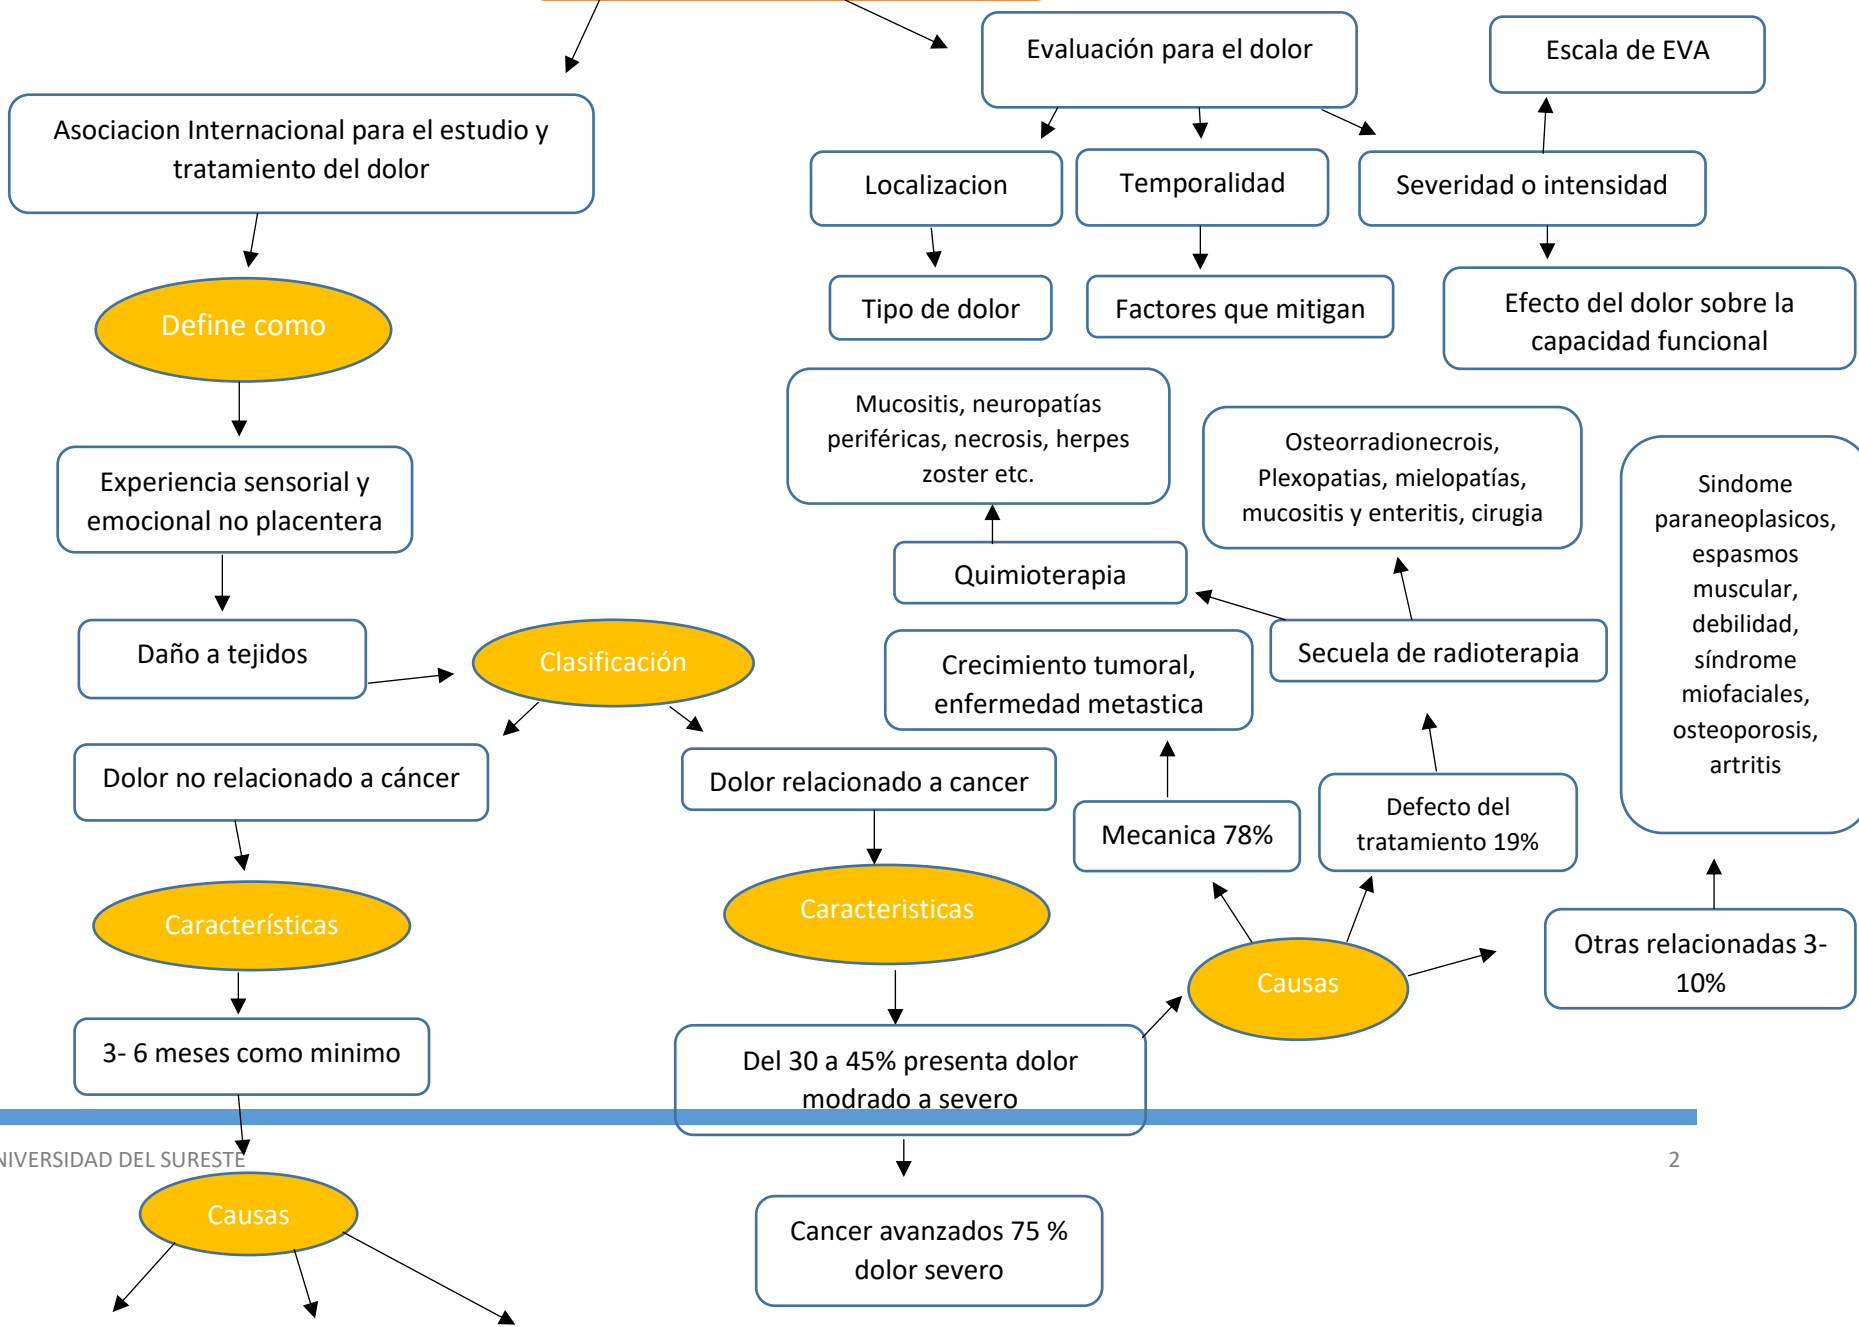 Evaluación para el dolor
Escala de EVA
Asociacion Internacional para el estudio y
tratamiento del dolor
Localizacion
Temporalidad
Severidad o intensidad
Define como
Tipo de dolor
Factores que mitigan
Efecto del dolor sobre la
capacidad funcional
Mucositis, neuropatías
periféricas, necrosis, herpes
zoster etc.
Osteorradionecrois,
Plexopatias, mielopatías,
mucositis y enteritis, cirugia
Sindome
paraneoplasicos,
espasmos
muscular,
debilidad,
síndrome
miofaciales,
osteoporosis,
artritis
Experiencia sensorial y
emocional no placentera
Quimioterapia
Daño a tejidos
Clasificación
Crecimiento tumoral,
enfermedad metastica
Secuela de radioterapia
Dolor no relacionado a cáncer
Dolor relacionado a cancer
Mecanica 78%
Defecto del
tratamiento 19%
Características
Caracteristicas
Causas
Otras relacionadas 3-
10%
3- 6 meses como minimo
Del 30 a 45% presenta dolor
modrado a severo
NIVERSIDAD DEL SURESTE
2
Causas
Cancer avanzados 75 %
dolor severo